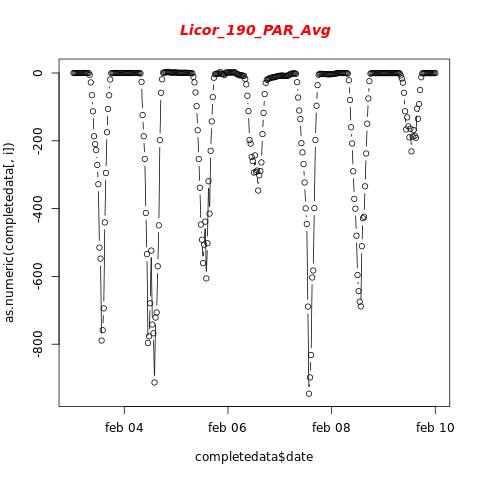 Licor_190_PAR_Avg
as.numeric(completedata[, i])
0
-200
-400
-600
-800
feb 04
feb 06
feb 08
feb 10
completedata$date